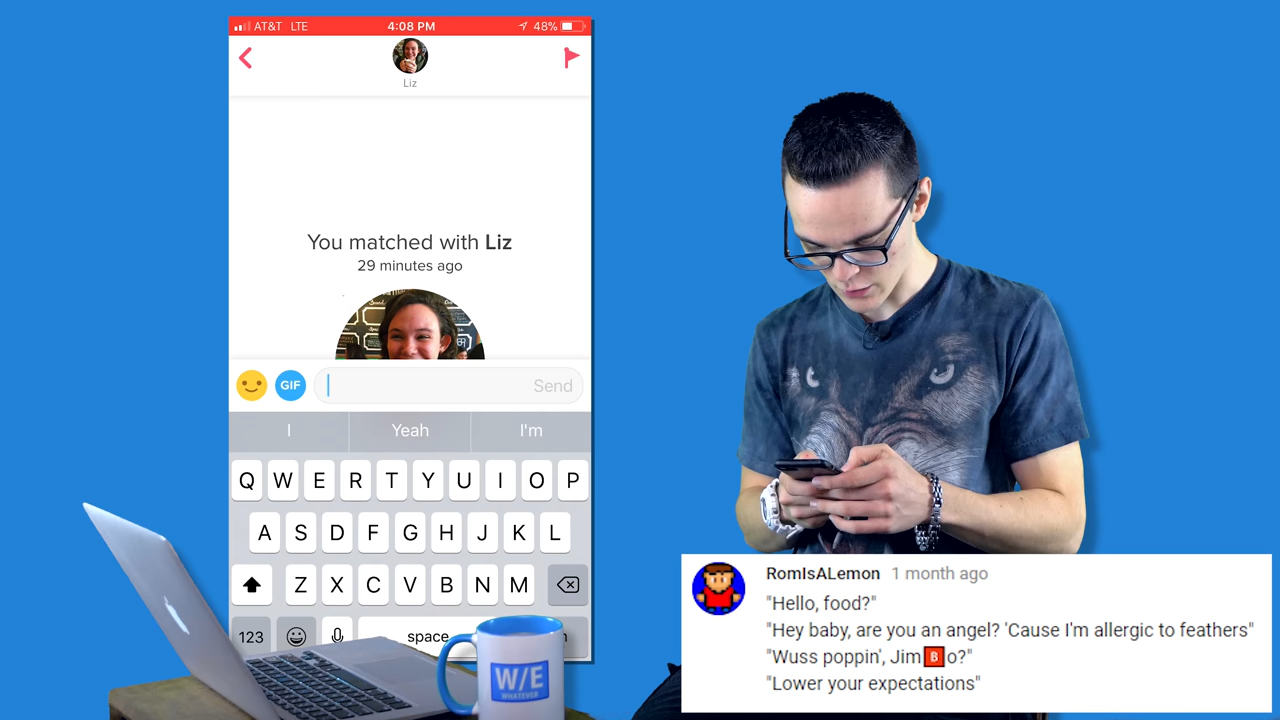 AT&T LTE 4:08 PM 48%
Liz
You matched with Liz
29 minutes ago
GIF Send
I Yeah I'm
Q W E R T Y U I O P
A S D F G H J K L
Z X C V B N M
123 space
W/E
WHATEVER
RomIsALemon 1 month ago
"Hello, food?"
"Hey baby, are you an angel? 'Cause I'm allergic to feathers"
"Wuss poppin', Jim🅱o?"
"Lower your expectations"